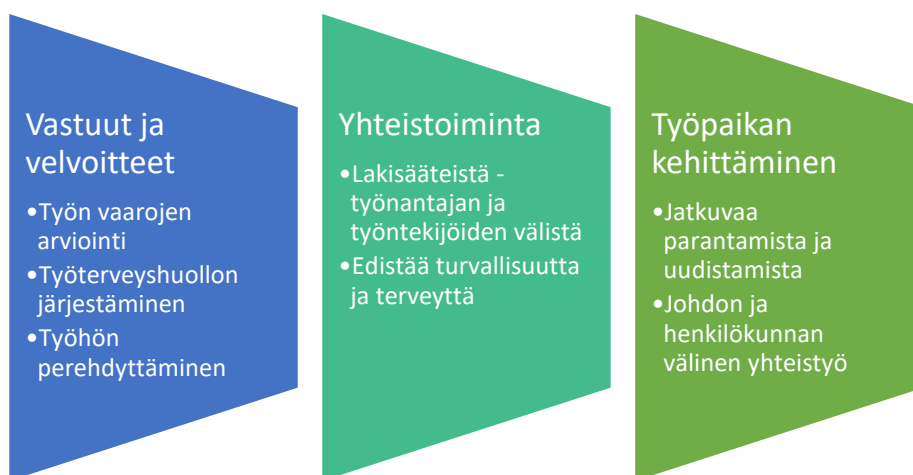 Vastuut ja
velvoitteet
•Työn vaarojen
arviointi
•Työterveyshuollon
järjestäminen
•Työhön
perehdyttäminen
Yhteistoiminta
•Lakisääteistä -
työnantajan ja
työntekijöiden välistä
•Edistää turvallisuutta
ja terveyttä
Työpaikan
kehittäminen
•Jatkuvaa
parantamista ja
uudistamista
•Johdon ja
henkilökunnan
välinen yhteistyö